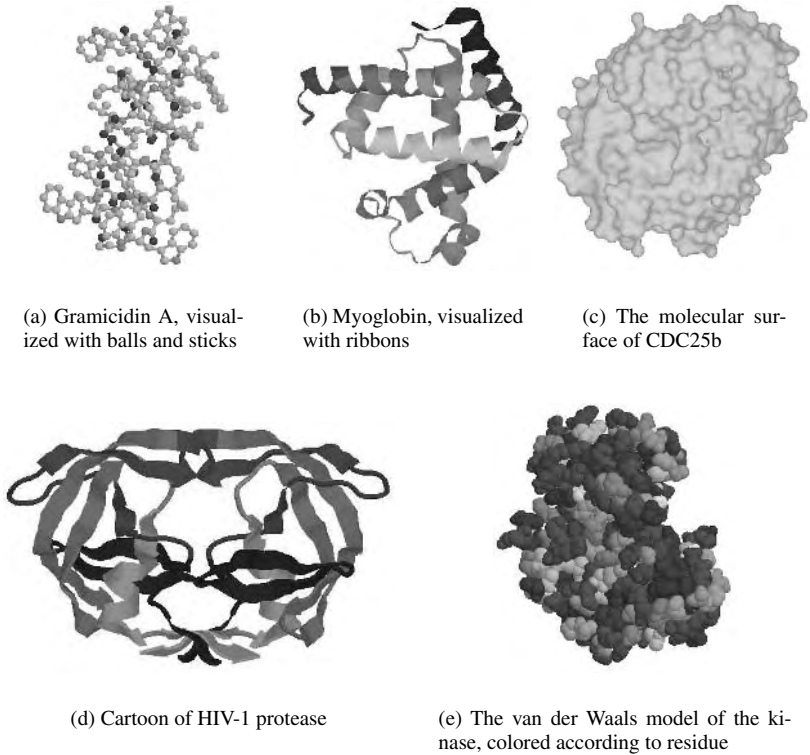 (a) Gramicidin A, visual-
ized with balls and sticks
(b) Myoglobin, visualized
with ribbons
(c) The molecular sur-
face of CDC25b
(d) Cartoon of HIV-1 protease
(e) The van der Waals model of the ki-
nase, colored according to residue